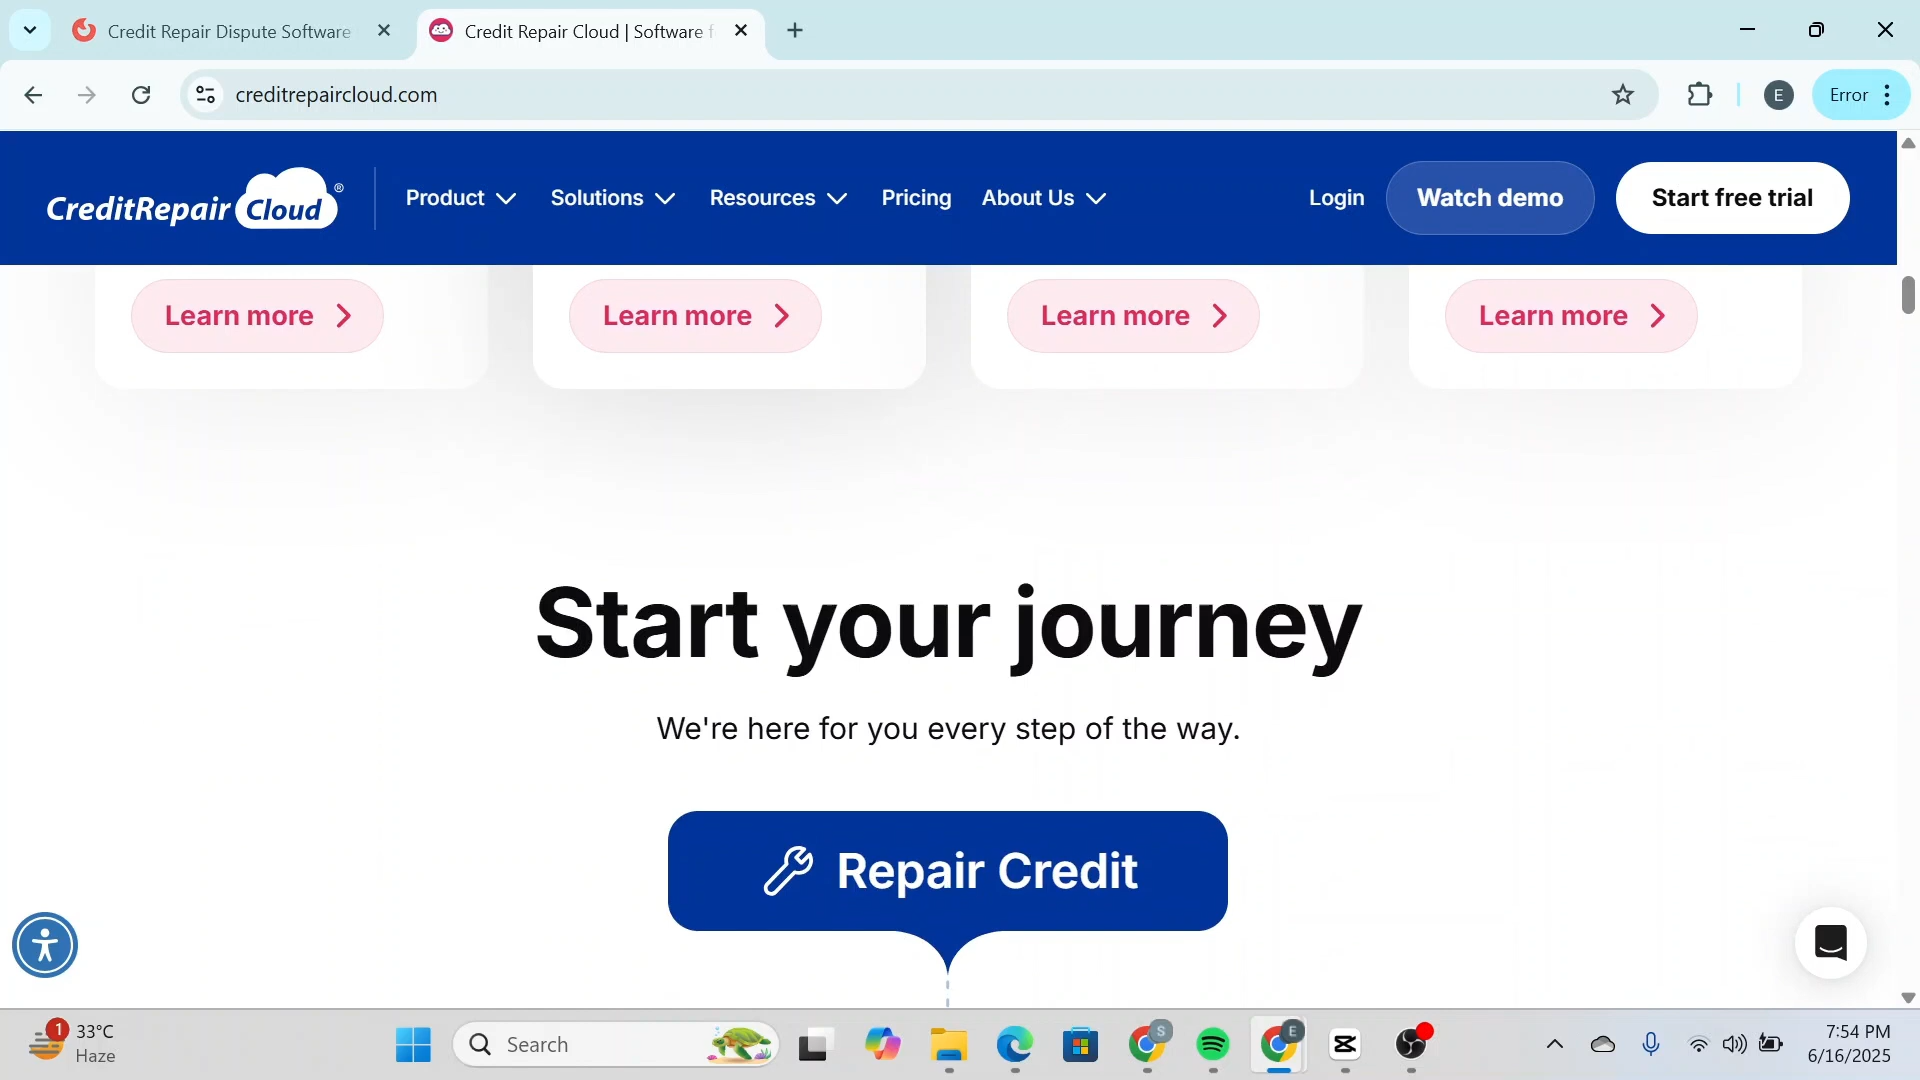 Credit Repair Dispute Software
Credit Repair Cloud | Software f
creditrepaircloud.com
E
Error
CreditRepair Cloud ®
Product
Solutions
Resources
Pricing
About Us
Login
Watch demo
Start free trial
Learn more
Learn more
Learn more
Learn more
Start your journey
We're here for you every step of the way.
Repair Credit
1
33°C
Haze
Search
S
E
7:54 PM
6/16/2025